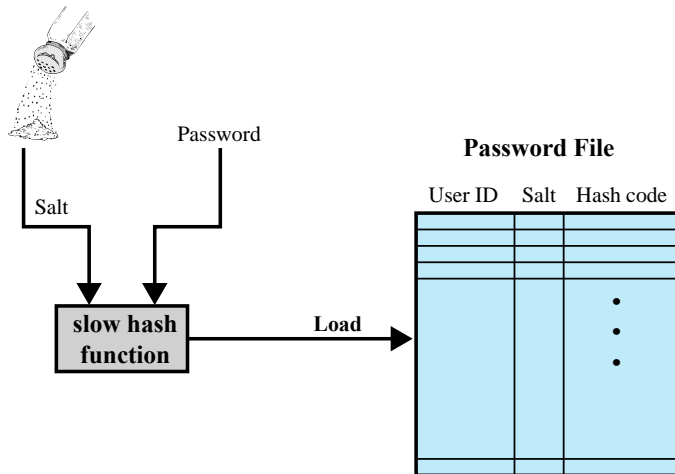 Password
Password File
User ID Salt Hash code
Salt
slow hash
function
Load